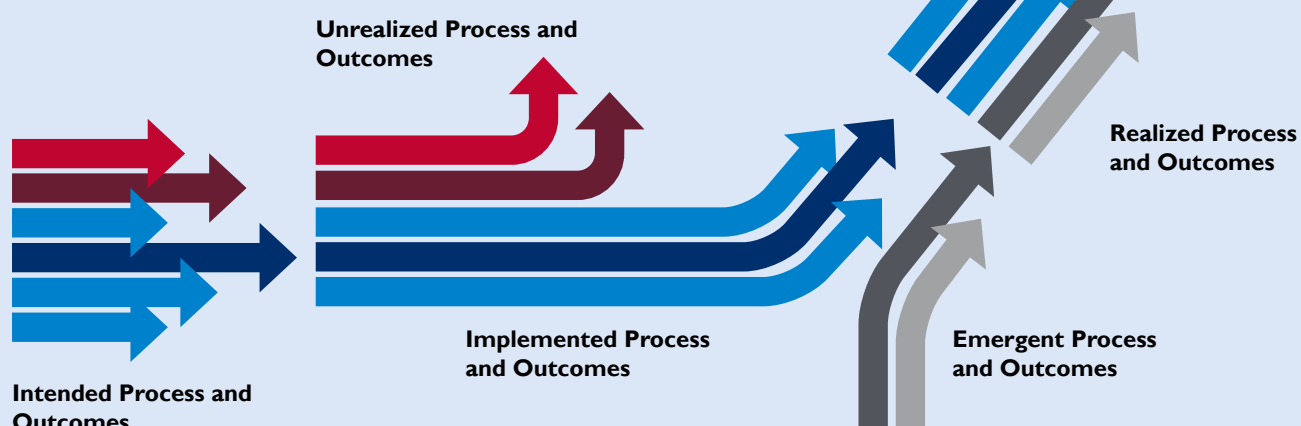 Unrealized Process and
Outcomes
Realized Process
and Outcomes
Implemented Process
and Outcomes
Emergent Process
and Outcomes
Intended Process and
Outcomes